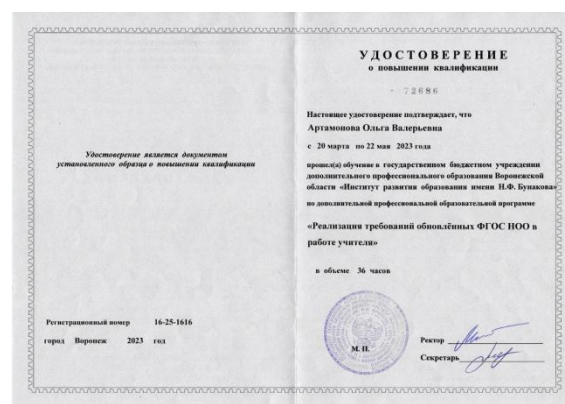 Удостоверение является документом
установленного образца о повышении квалификации
Регистрационный номер 16-25-1616
город Воронеж 2023 год
УДОСТОВЕРЕНИЕ
о повышении квалификации
72686
Настоящее удостоверение подтверждает, что
Артамонова Ольга Валерьевна
с 20 марта по 22 мая 2023 года
прошел(а) обучение в государственном бюджетном учреждении
дополнительного профессионального образования Воронежской
области «Институт развития образования имени Н.Ф. Бунакова»
по дополнительной профессиональной образовательной программе
«Реализация требований обновлённых ФГОС НОО в
работе учителя»
в объеме 36 часов
М. П.
Ректор
Секретарь